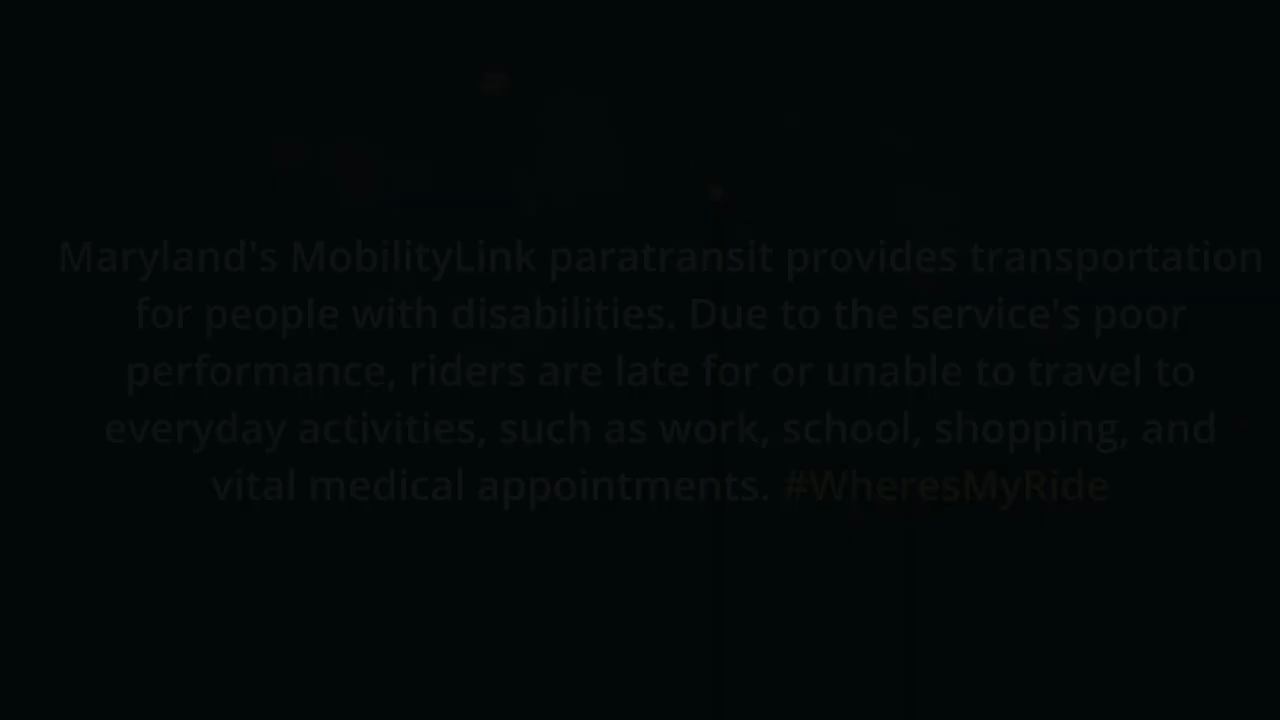 Maryland's MobilityLink paratransit provides transportation
for people with disabilities. Due to the service's poor
performance, riders are late for or unable to travel to
everyday activities, such as work, school, shopping, and
vital medical appointments. #WheresMyRide